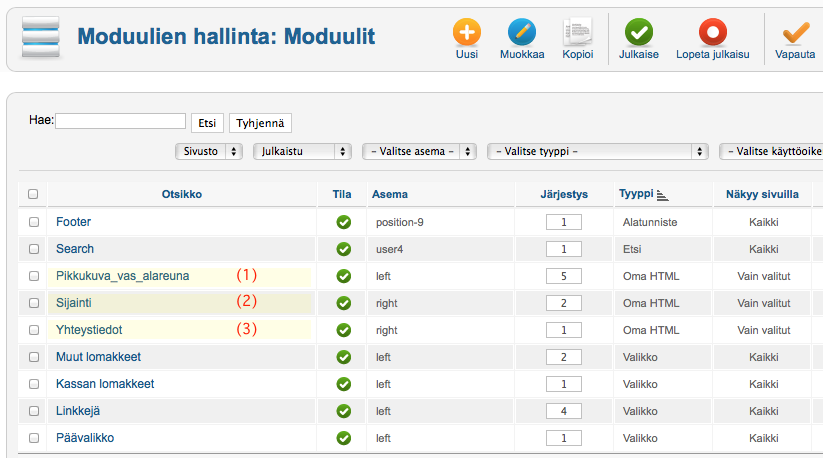 Moduulien hallinta: Moduulit
Uusi Muokkaa Kopioi Julkaise Lopeta julkaisu Vapauta
Hae: Etsi Tyhjennä
Sivusto Julkaistu – Valitse asema – – Valitse tyyppi – – Valitse käyttöoike
Otsikko Tila Asema Järjestys Tyyppi Näkyy sivuilla
Footer position-9 1 Alatunniste Kaikki
Search user4 1 Etsi Kaikki
Pikkukuva_vas_alareuna (1) left 5 Oma HTML Vain valitut
Sijainti (2) right 2 Oma HTML Vain valitut
Yhteystiedot (3) right 1 Oma HTML Vain valitut
Muut lomakkeet left 2 Valikko Kaikki
Kassan lomakkeet left 1 Valikko Kaikki
Linkkejä left 4 Valikko Kaikki
Päävalikko left 1 Valikko Kaikki